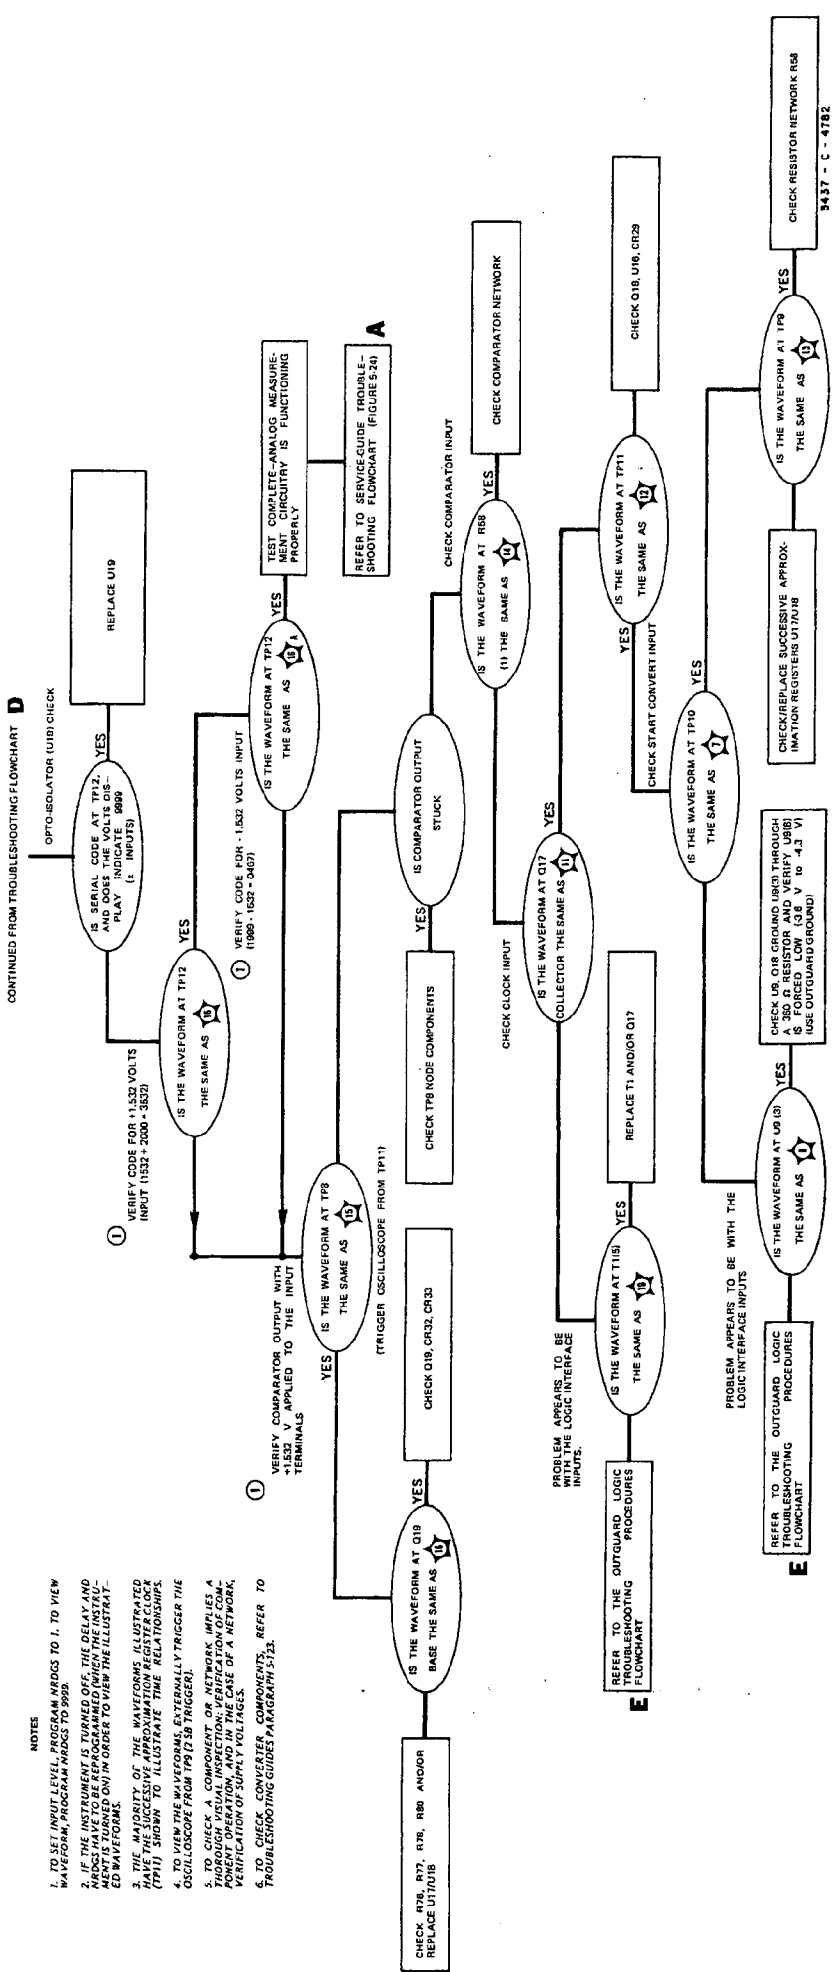 CONTINUED FROM TROUBLESHOOTING FLOWCHART D
OPTO-ISOLATOR (U19) CHECK
IS SERIAL CODE AT TP12,
AND DOES THE VOLTS DIS-
PLAY INDICATE 9999
(± INPUTS)
YES
REPLACE U19
1
VERIFY CODE FOR +1.532 VOLTS
INPUT (1532 + 2000 = 3532)
IS THE WAVEFORM AT TP12
THE SAME AS 16
YES
1
VERIFY CODE FOR - 1.532 VOLTS INPUT
(1999 - 1532 = 0467)
IS THE WAVEFORM AT TP12
THE SAME AS 16 A
YES
TEST COMPLETE-ANALOG MEASURE-
MENT CIRCUITRY IS FUNCTIONING
PROPERLY
REFER TO SERVICE-GUIDE TROUBLE-
SHOOTING FLOWCHART (FIGURE 5-24)
A
1
VERIFY COMPARATOR OUTPUT WITH
+1.532 V APPLIED TO THE INPUT
TERMINALS
IS THE WAVEFORM AT TP8
THE SAME AS 15
(TRIGGER OSCILLOSCOPE FROM TP11)
YES
IS THE WAVEFORM AT Q19
BASE THE SAME AS 16
YES
CHECK Q19, CR32, CR33
CHECK R76, R77, R78, R80 AND/OR
REPLACE U17/U18
IS COMPARATOR OUTPUT
STUCK
YES
CHECK TP8 NODE COMPONENTS
CHECK COMPARATOR INPUT
IS THE WAVEFORM AT R58
(1) THE SAME AS 14
YES
CHECK COMPARATOR NETWORK
CHECK CLOCK INPUT
IS THE WAVEFORM AT Q17
COLLECTOR THE SAME AS 11
YES
PROBLEM APPEARS TO BE
WITH THE LOGIC INTERFACE
INPUTS.
IS THE WAVEFORM AT T1(5)
THE SAME AS 10
YES
REPLACE T1 AND/OR Q17
REFER TO THE OUTGUARD LOGIC
TROUBLESHOOTING PROCEDURES
FLOWCHART
E
IS THE WAVEFORM AT TP11
THE SAME AS 12
YES
CHECK Q18, U16, CR29
YES
CHECK START CONVERT INPUT
IS THE WAVEFORM AT TP10
THE SAME AS 7
YES
PROBLEM APPEARS TO BE WITH THE
LOGIC INTERFACE INPUTS
IS THE WAVEFORM AT U9 (3)
THE SAME AS
YES
CHECK U9, Q18 GROUND U9(3) THROUGH
A 360 Ω RESISTOR AND VERIFY U9(6)
IS FORCED LOW (-3.6 V to -4.3 V)
(USE OUTGUARD GROUND)
REFER TO THE OUTGUARD LOGIC
TROUBLESHOOTING PROCEDURES
FLOWCHART
E
IS THE WAVEFORM AT TP9
THE SAME AS 13
YES
CHECK RESISTOR NETWORK R58
CHECK/REPLACE SUCCESSIVE APPROX-
IMATION REGISTERS U17/U18
3437 - C - 4782
NOTES
1. TO SET INPUT LEVEL, PROGRAM NRDGS TO 1. TO VIEW
WAVEFORM, PROGRAM NRDGS TO 9999.
2. IF THE INSTRUMENT IS TURNED OFF, THE DELAY AND
NRDGS HAVE TO BE REPROGRAMMED (WHEN THE INSTRU-
MENT IS TURNED ON) IN ORDER TO VIEW THE ILLUSTRAT-
ED WAVEFORMS.
3. THE MAJORITY OF THE WAVEFORMS ILLUSTRATED
HAVE THE SUCCESSIVE APPROXIMATION REGISTER CLOCK
(TP11) SHOWN TO ILLUSTRATE TIME RELATIONSHIPS.
4. TO VIEW THE WAVEFORMS, EXTERNALLY TRIGGER THE
OSCILLOSCOPE FROM TP9 (2 SB TRIGGER).
5. TO CHECK A COMPONENT OR NETWORK IMPLIES A
THOROUGH VISUAL INSPECTION; VERIFICATION OF COM-
PONENT OPERATION, AND IN THE CASE OF A NETWORK,
VERIFICATION OF SUPPLY VOLTAGES.
6. TO CHECK CONVERTER COMPONENTS, REFER TO
TROUBLESHOOTING GUIDES PARAGRAPH 5-123.